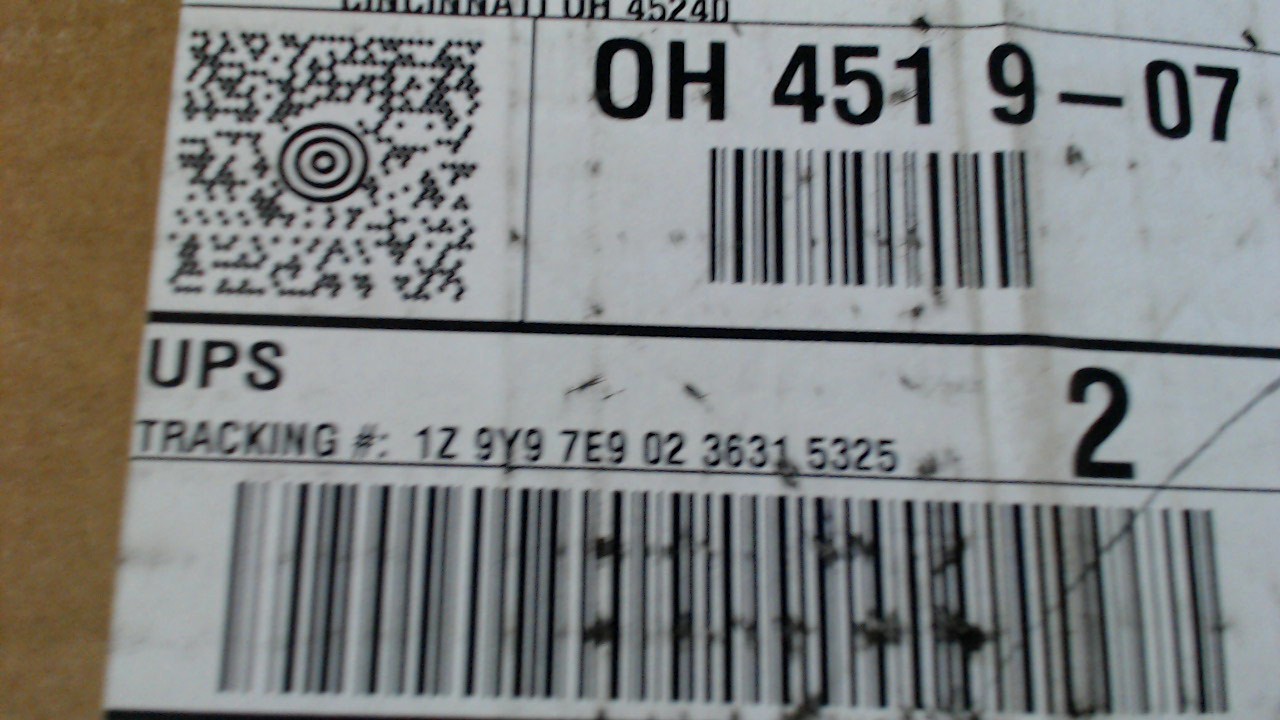 CINCINNATI OH 45240
OH 451 9-07
UPS
2
TRACKING #: 1Z 9Y9 7E9 02 3631 5325